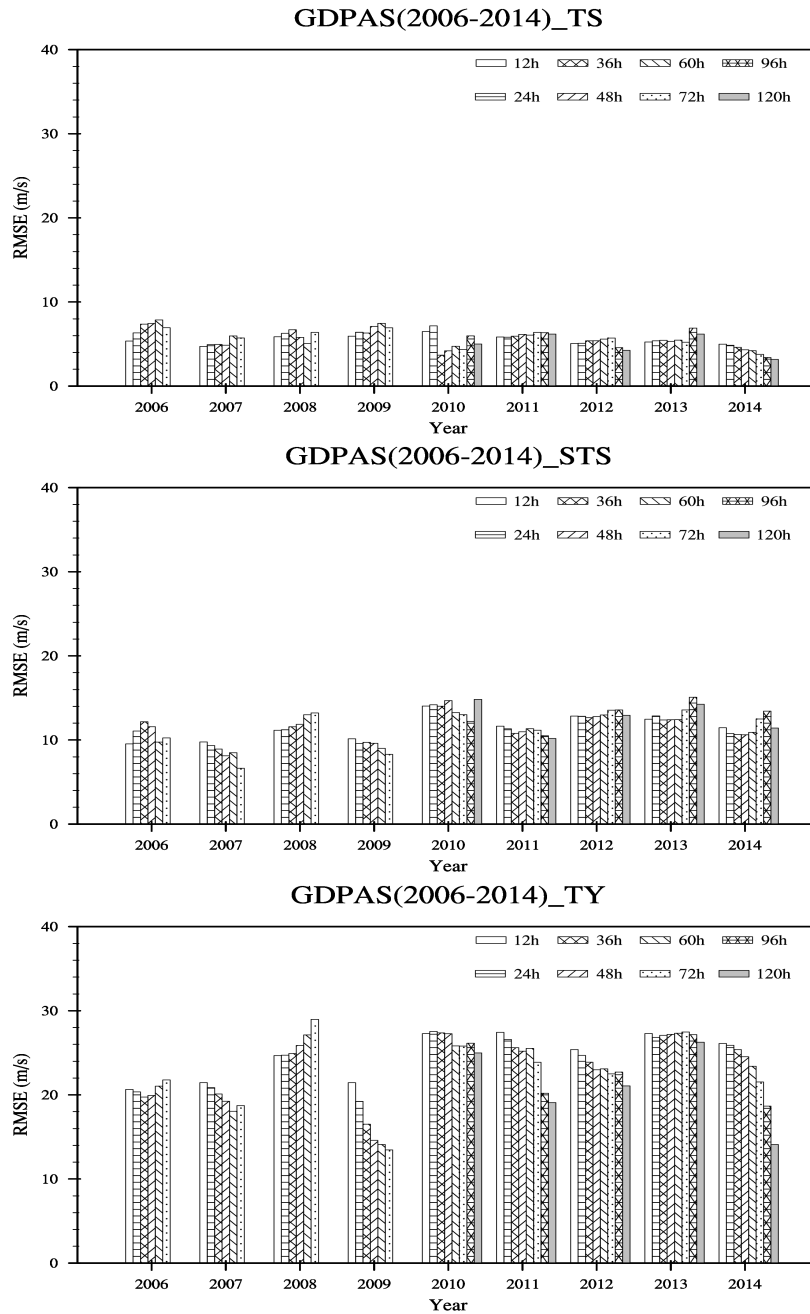 GDPAS(2006-2014)_TS
40
12h 36h 60h 96h
24h 48h 72h 120h
30
RMSE (m/s)
20
10
0
2006 2007 2008 2009 2010 2011 2012 2013 2014
Year
GDPAS(2006-2014)_STS
40
12h 36h 60h 96h
24h 48h 72h 120h
30
RMSE (m/s)
20
10
0
2006 2007 2008 2009 2010 2011 2012 2013 2014
Year
GDPAS(2006-2014)_TY
40
12h 36h 60h 96h
24h 48h 72h 120h
30
RMSE (m/s)
20
10
0
2006 2007 2008 2009 2010 2011 2012 2013 2014
Year